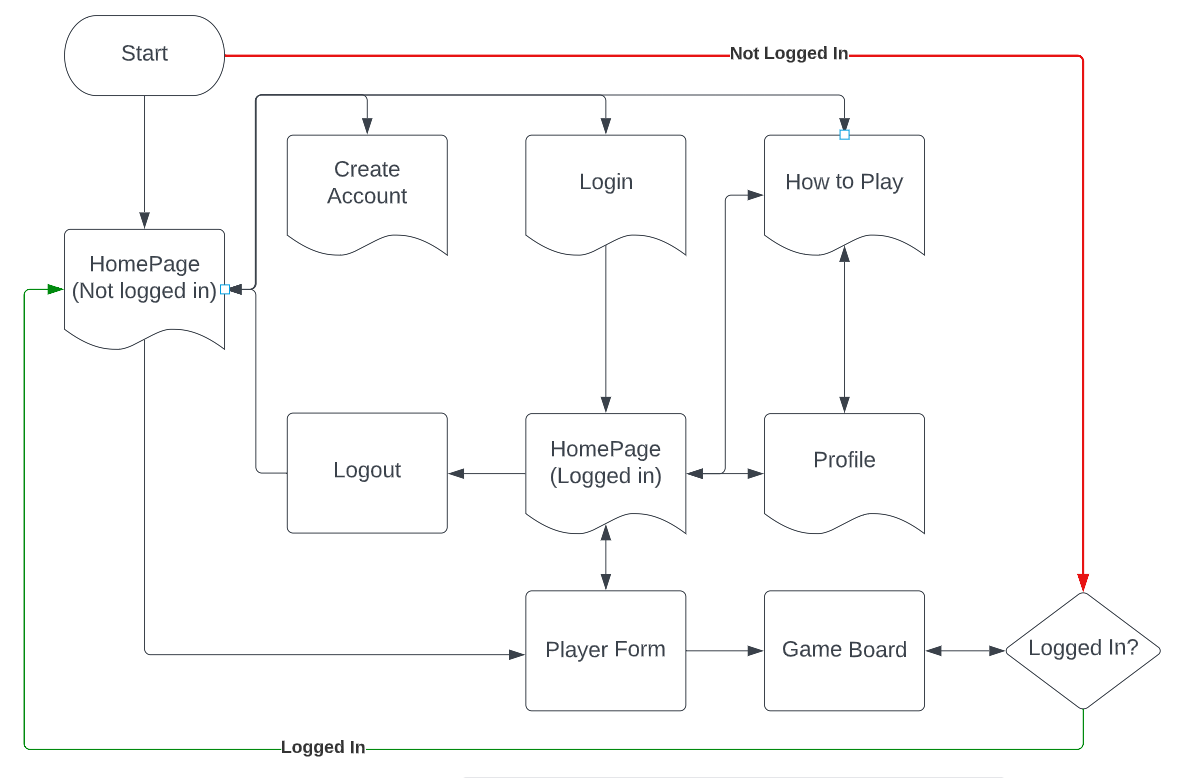 Start
Not Logged In
Create
Account
Login
How to Play
HomePage
(Not logged in)
Logout
HomePage
(Logged in)
Profile
Player Form
Game Board
Logged In?
Logged In